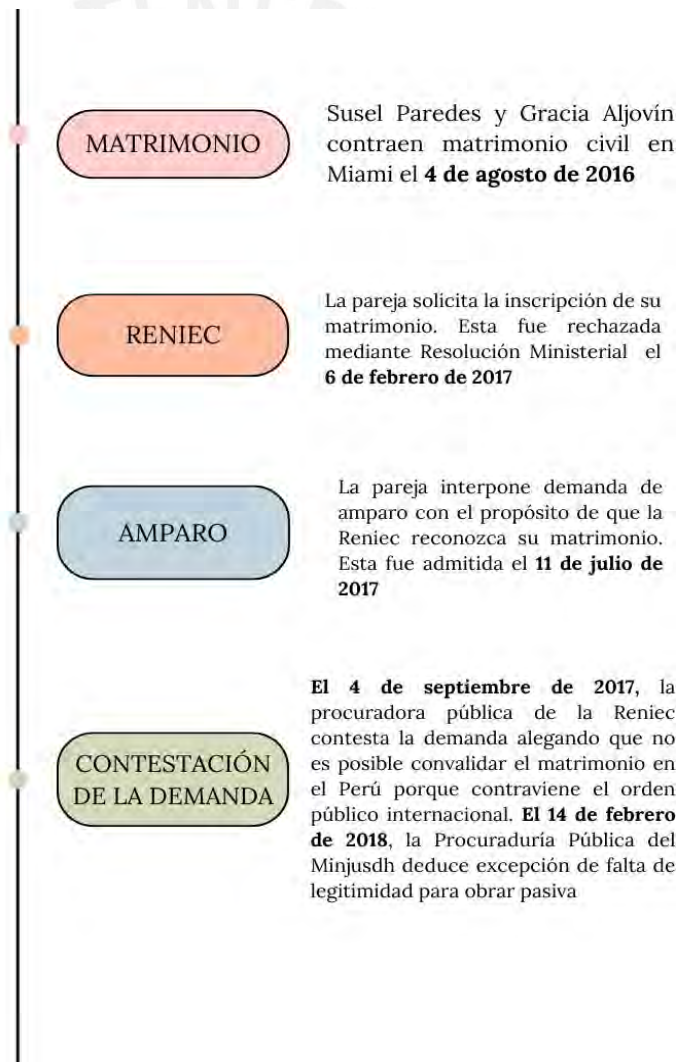 MATRIMONIO
Susel Paredes y Gracia Aljovín
contraen matrimonio civil en
Miami el 4 de agosto de 2016
RENIEC
La pareja solicita la inscripción de su
matrimonio. Esta fue rechazada
mediante Resolución Ministerial el
6 de febrero de 2017
AMPARO
La pareja interpone demanda de
amparo con el propósito de que la
Reniec reconozca su matrimonio.
Esta fue admitida el 11 de julio de
2017
CONTESTACIÓN
DE LA DEMANDA
El 4 de septiembre de 2017, la
procuradora pública de la Reniec
contesta la demanda alegando que no
es posible convalidar el matrimonio en
el Perú porque contraviene el orden
público internacional. El 14 de febrero
de 2018, la Procuraduría Pública del
Minjusdh deduce excepción de falta de
legitimidad para obrar pasiva